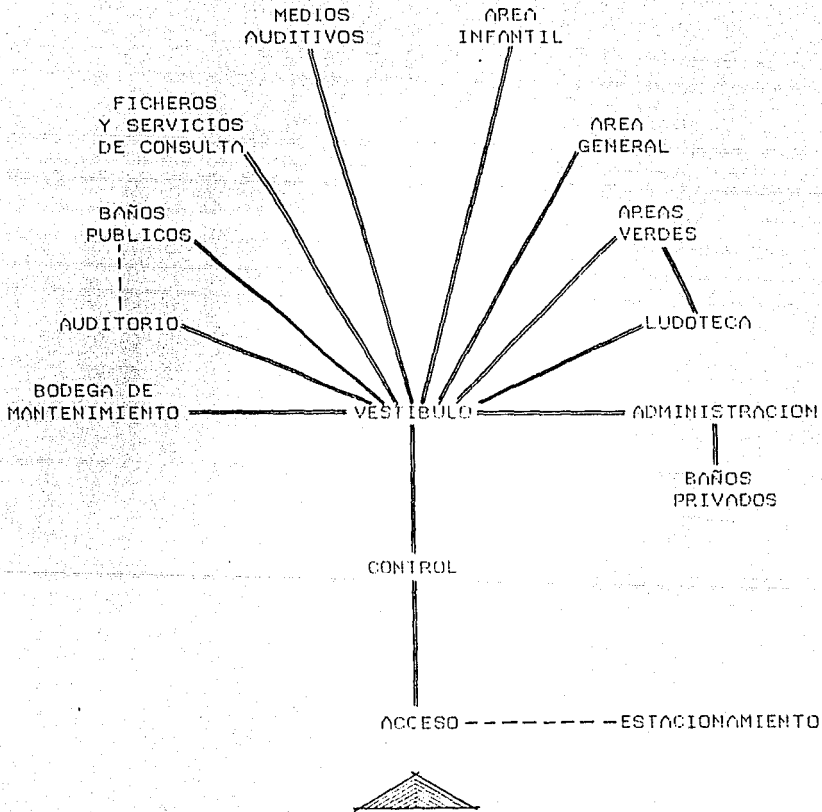 MEDIOS
AUDITIVOS
AREA
INFANTIL
FICHEROS
Y SERVICIOS
DE CONSULTA
AREA
GENERAL
BAÑOS
PUBLICOS
AREAS
VERDES
AUDITORIO
LUDOTECA
BODEGA DE
MANTENIMIENTO
VESTIBULO
ADMINISTRACION
BAÑOS
PRIVADOS
CONTROL
ACCESO
ESTACIONAMIENTO